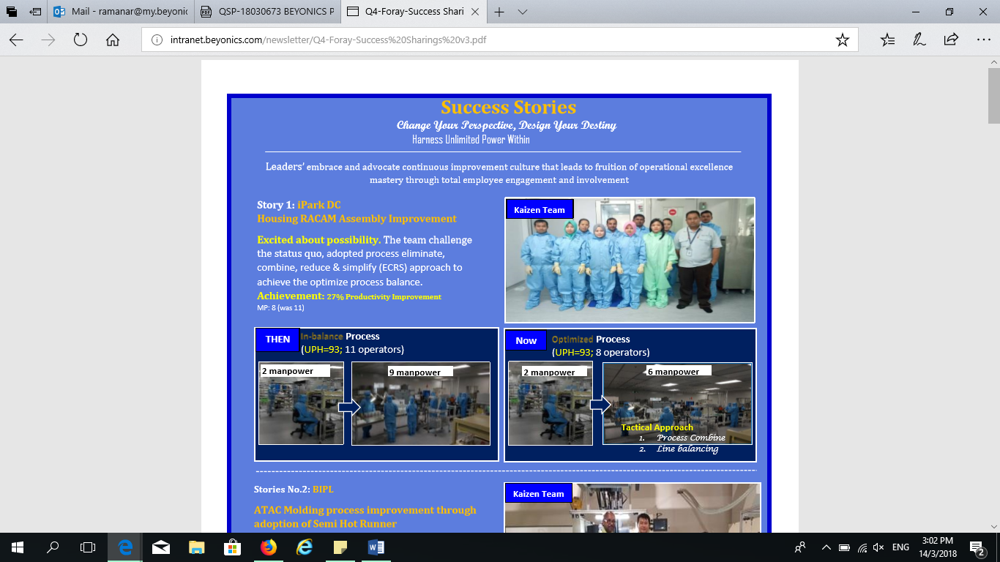 Mail - ramanar@my.beyonic
QSP-18030673 BEYONICS P
Q4-Foray-Success Shari
intranet.beyonics.com/newsletter/Q4-Foray-Success%20Sharings%20v3.pdf
Success Stories
Change Your Perspective, Design Your Destiny
Harness Unlimited Power Within
Leaders' embrace and advocate continuous improvement culture that leads to fruition of operational excellence
mastery through total employee engagement and involvement
Story 1: iPark DC
Housing RACAM Assembly Improvement
Excited about possibility. The team challenge
the status quo, adopted process eliminate,
combine, reduce & simplify (ECRS) approach to
achieve the optimize process balance.
Achievement: 27% Productivity Improvement
MP: 8 (was 11)
Kaizen Team
THEN
In-balance Process
(UPH=93; 11 operators)
2 manpower
9 manpower
Now
Optimized Process
(UPH=93; 8 operators)
2 manpower
6 manpower
Tactical Approach
1. Process Combine
2. Line balancing
Stories No.2: BIPL
ATAC Molding process improvement through
adoption of Semi Hot Runner
Kaizen Team
ENG
3:02 PM
14/3/2018
2